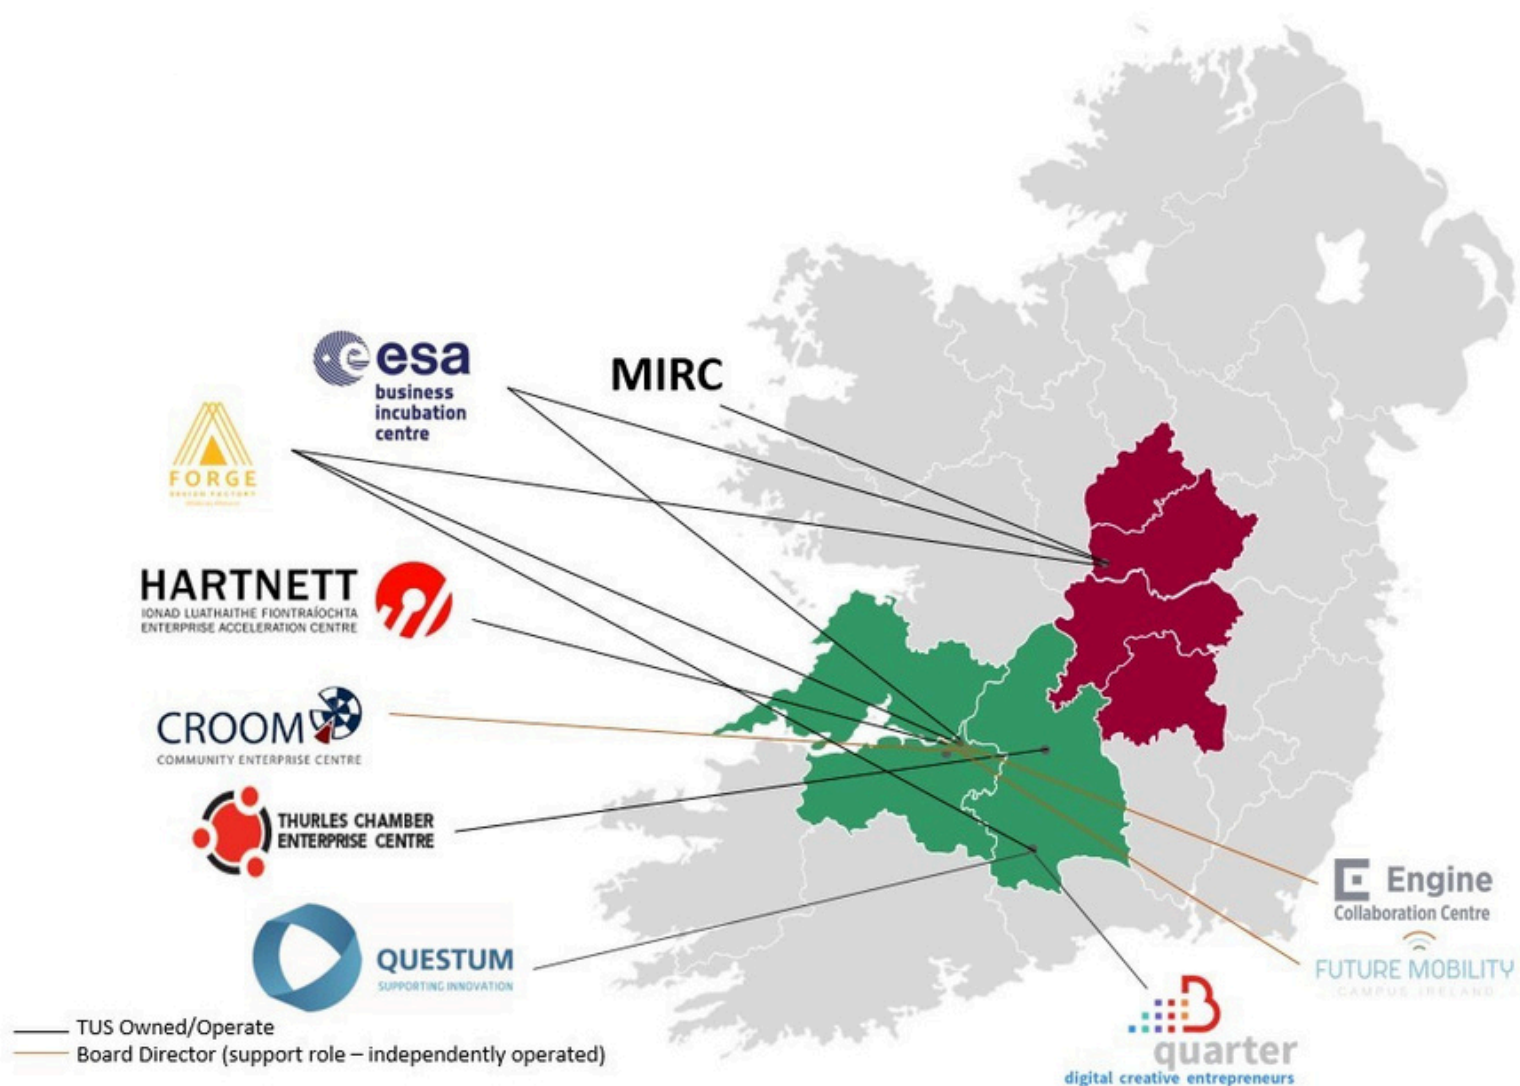 esa
business
incubation
centre
MIRC
FORGE
DESIGN FACTORY
HARTNETT
IONAD LUATHAITHE FIONTRAÍOCHTA
ENTERPRISE ACCELERATION CENTRE
CROOM
COMMUNITY ENTERPRISE CENTRE
THURLES CHAMBER
ENTERPRISE CENTRE
QUESTUM
SUPPORTING INNOVATION
Engine
Collaboration Centre
FUTURE MOBILITY
CAMPUS IRELAND
B
quarter
digital creative entrepreneurs
TUS Owned/Operate
Board Director (support role – independently operated)